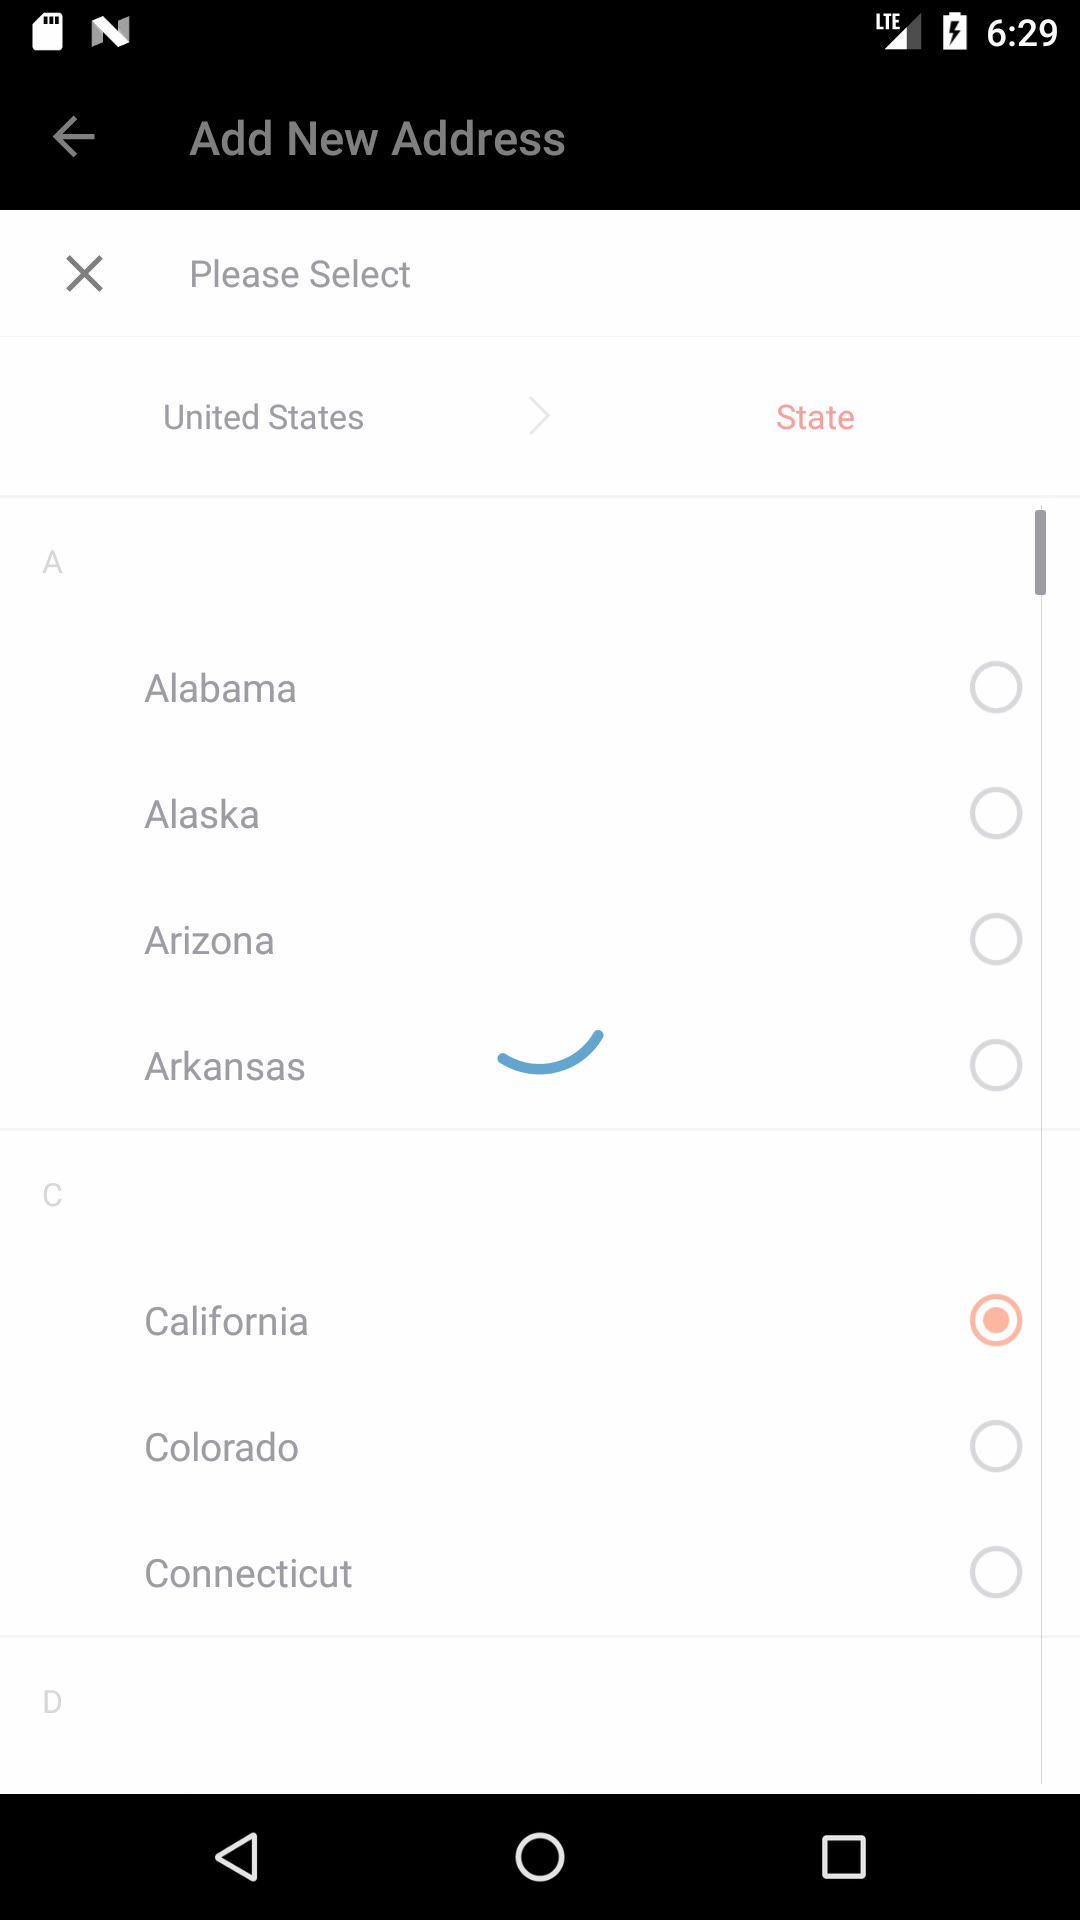 LTE 6:29
Add New Address
Please Select
United States State
A
Alabama
Alaska
Arizona
Arkansas
C
California
Colorado
Connecticut
D